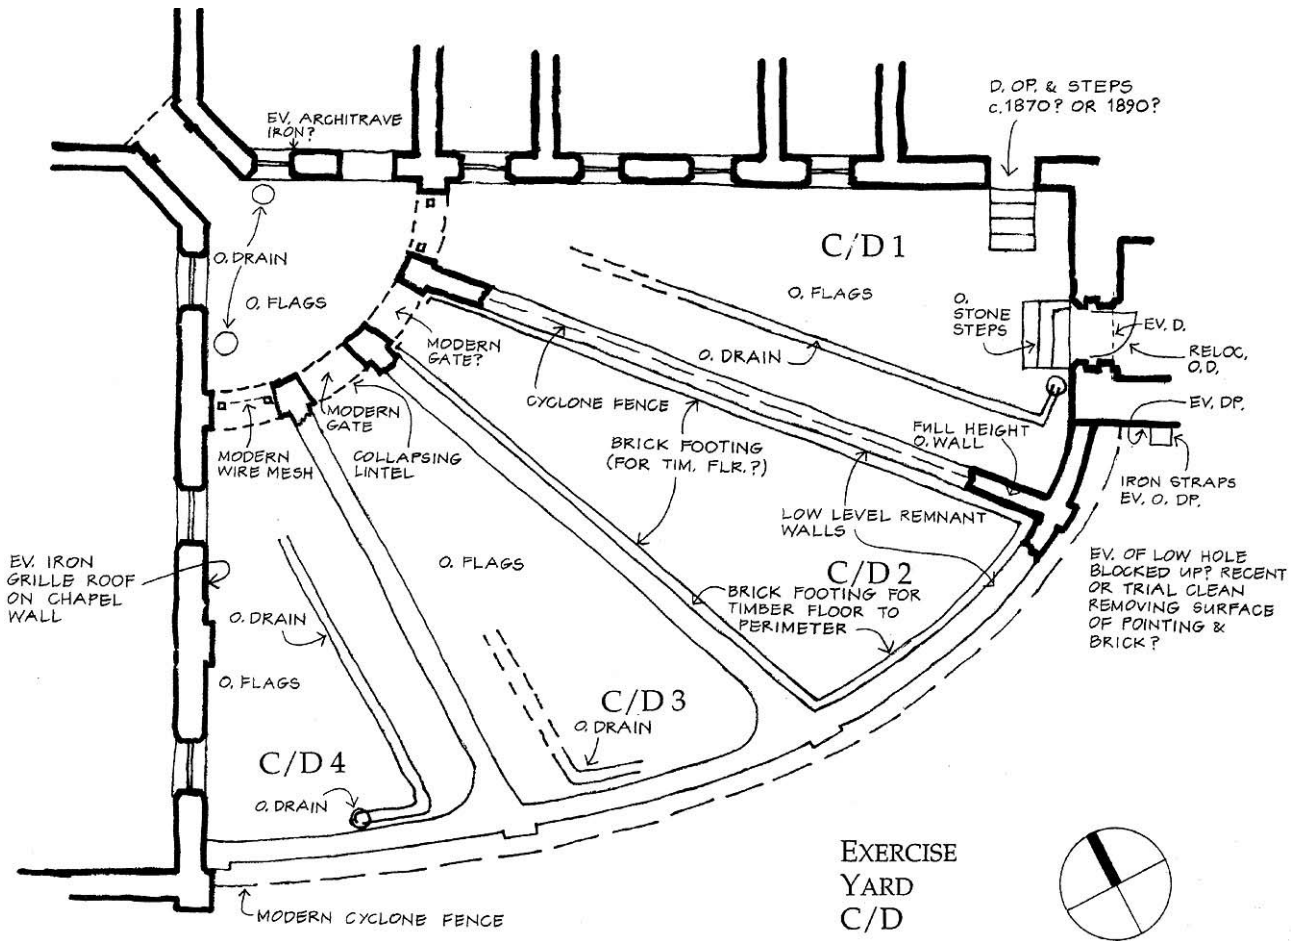 D. OP. & STEPS
c.1870? OR 1890?
EV. ARCHITRAVE
IRON?
O. DRAIN
O. FLAGS
C/D1
O. FLAGS
O.
STONE
STEPS
EV. D.
RELOC.
O.D.
MODERN
GATE?
O. DRAIN
CYCLONE FENCE
EV. DP.
MODERN
GATE
MODERN
WIRE MESH
COLLAPSING
LINTEL
BRICK FOOTING
(FOR TIM. FLR.?)
FULL HEIGHT
O. WALL
IRON STRAPS
EV. O. DP.
LOW LEVEL REMNANT
WALLS
EV. IRON
GRILLE ROOF
ON CHAPEL
WALL
O. FLAGS
C/D2
BRICK FOOTING FOR
TIMBER FLOOR TO
PERIMETER
EV. OF LOW HOLE
BLOCKED UP? RECENT
OR TRIAL CLEAN
REMOVING SURFACE
OF POINTING &
BRICK?
O. DRAIN
O. FLAGS
C/D3
O. DRAIN
C/D4
O. DRAIN
EXERCISE
YARD
C/D
MODERN CYCLONE FENCE